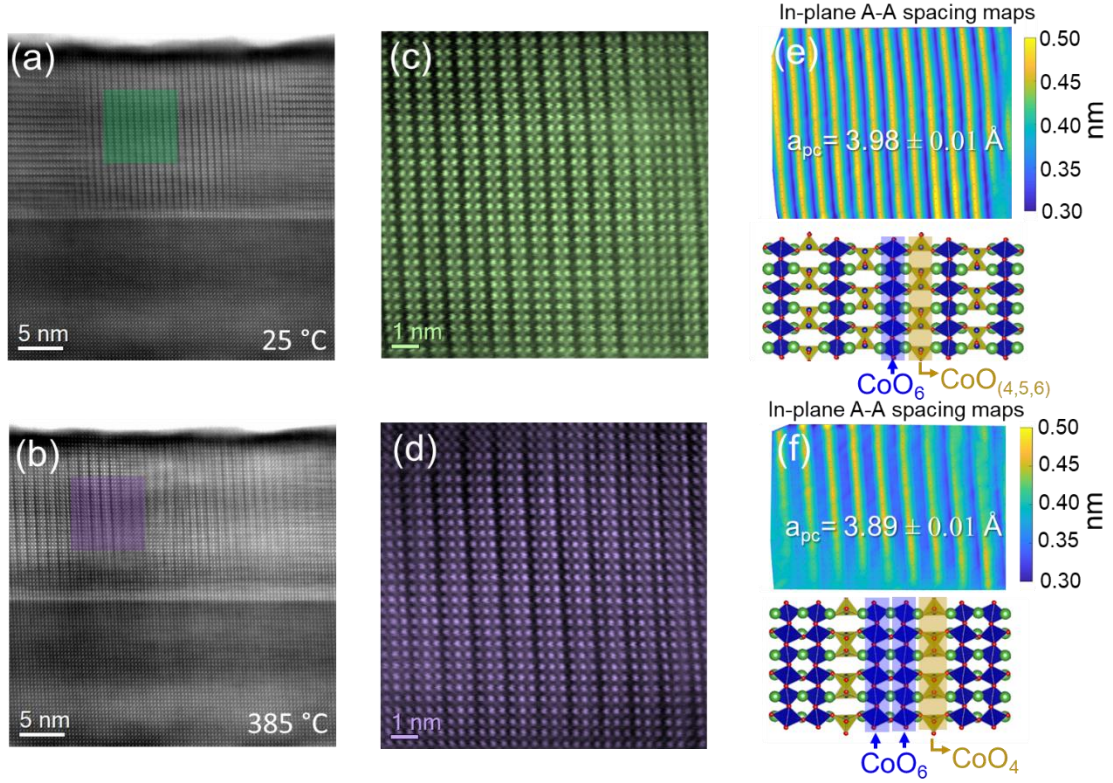 (a)
5 nm
25 °C
(c)
1 nm
In-plane A-A spacing maps
(e)
a_pc = 3.98 ± 0.01 Å
0.50
0.45
0.40
0.35
0.30
nm
CoO₆
CoO₍₄,₅,₆₎
(b)
5 nm
385 °C
(d)
1 nm
In-plane A-A spacing maps
(f)
a_pc = 3.89 ± 0.01 Å
0.50
0.45
0.40
0.35
0.30
nm
CoO₆
CoO₄